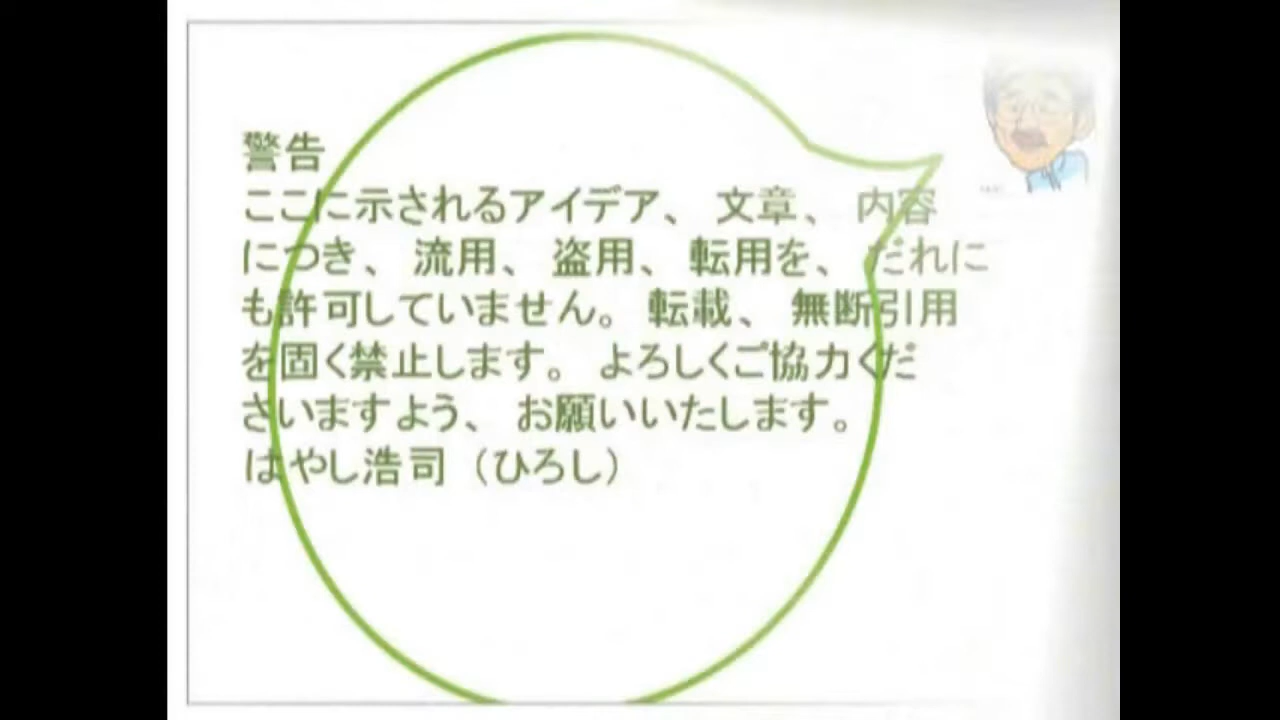 警告
ここに示されるアイデア、文章、内容
につき、流用、盗用、転用を、だれに
も許可していません。転載、無断引用
を固く禁止します。よろしくご協力くだ
さいますよう、お願いいたします。
はやし浩司（ひろし）